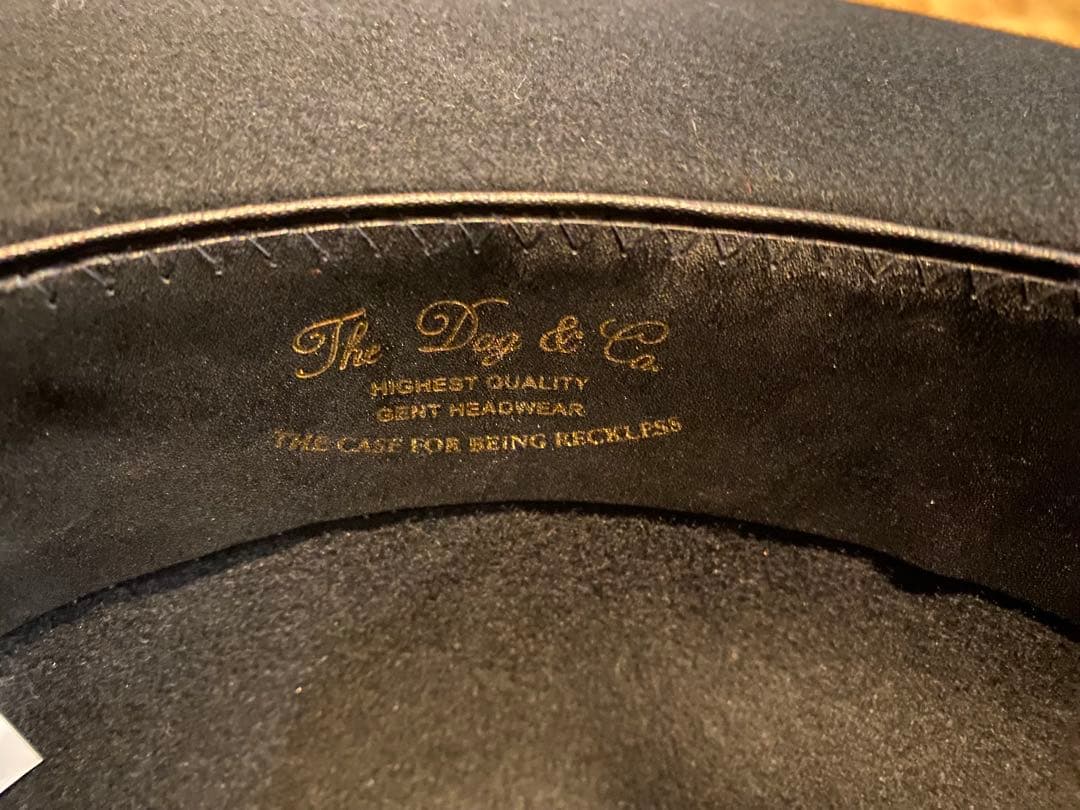 The Day & Co.
HIGHEST QUALITY
GENT HEADWEAR
THE CASE FOR BEING RECKLESS